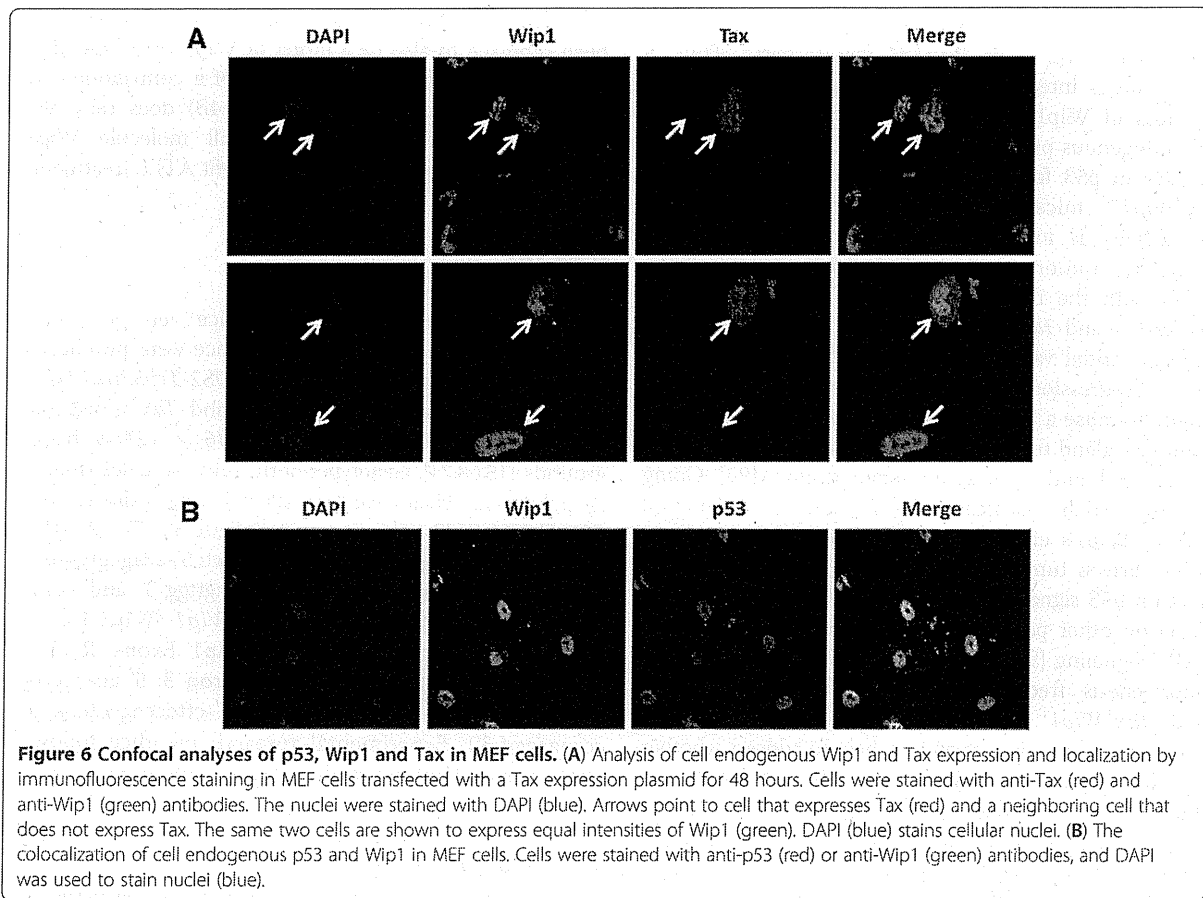 A
DAPI Wip1 Tax Merge
B
DAPI Wip1 p53 Merge
Figure 6 Confocal analyses of p53, Wip1 and Tax in MEF cells. (A) Analysis of cell endogenous Wip1 and Tax expression and localization by
immunofluorescence staining in MEF cells transfected with a Tax expression plasmid for 48 hours. Cells were stained with anti-Tax (red) and
anti-Wip1 (green) antibodies. The nuclei were stained with DAPI (blue). Arrows point to cell that expresses Tax (red) and a neighboring cell that
does not express Tax. The same two cells are shown to express equal intensities of Wip1 (green). DAPI (blue) stains cellular nuclei. (B) The
colocalization of cell endogenous p53 and Wip1 in MEF cells. Cells were stained with anti-p53 (red) or anti-Wip1 (green) antibodies, and DAPI
was used to stain nuclei (blue).